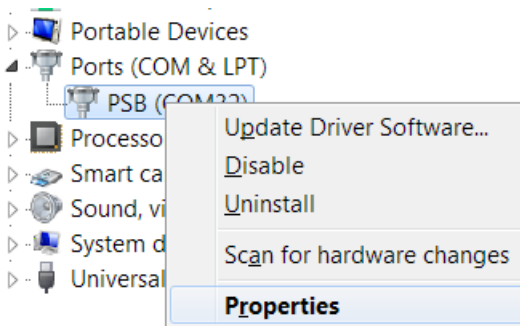 Portable Devices
Ports (COM & LPT)
PSB (COM22)
Processo
Smart ca
Sound, vi
System d
Universal
Update Driver Software...
Disable
Uninstall
Scan for hardware changes
Properties